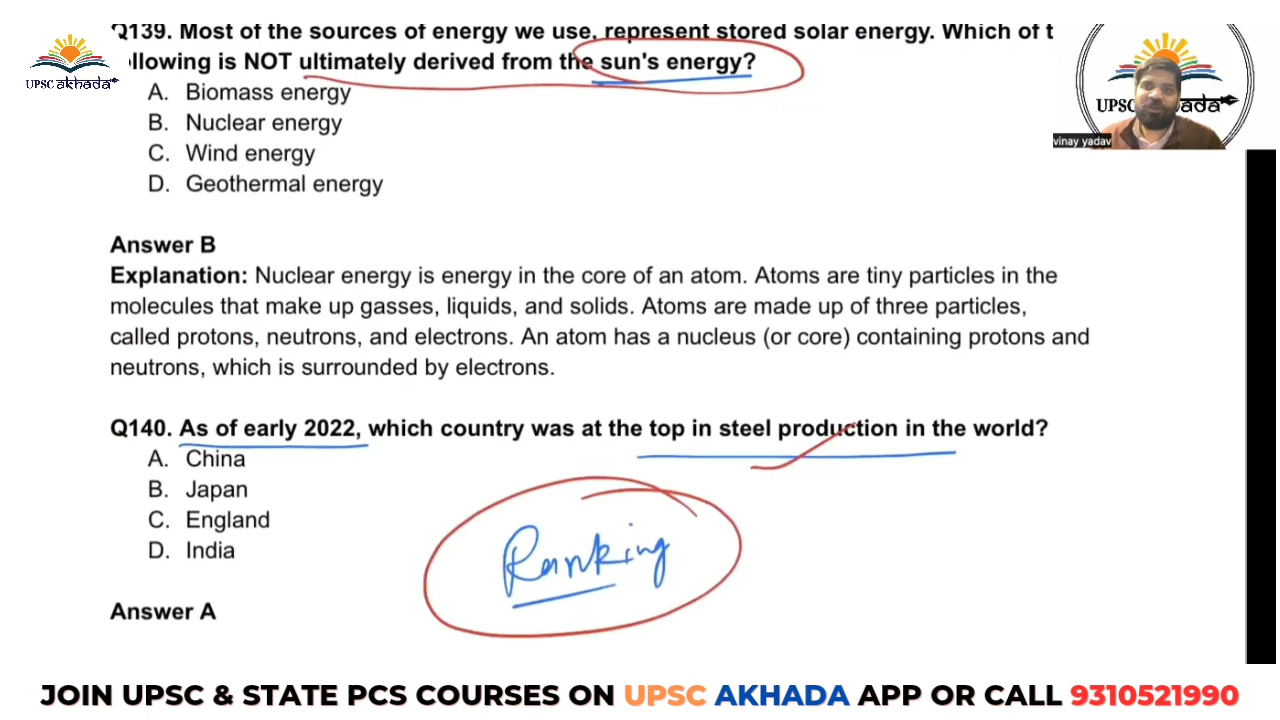 Q139. Most of the sources of energy we use, represent stored solar energy. Which of t
ollowing is NOT ultimately derived from the sun's energy?
A. Biomass energy
B. Nuclear energy
C. Wind energy
D. Geothermal energy
UPSC akhada
UPSC
ada
vinay yadav
Answer B
Explanation: Nuclear energy is energy in the core of an atom. Atoms are tiny particles in the
molecules that make up gasses, liquids, and solids. Atoms are made up of three particles,
called protons, neutrons, and electrons. An atom has a nucleus (or core) containing protons and
neutrons, which is surrounded by electrons.
Q140. As of early 2022, which country was at the top in steel production in the world?
A. China
B. Japan
C. England
D. India
Ranking
Answer A
JOIN UPSC & STATE PCS COURSES ON UPSC AKHADA APP OR CALL 9310521990